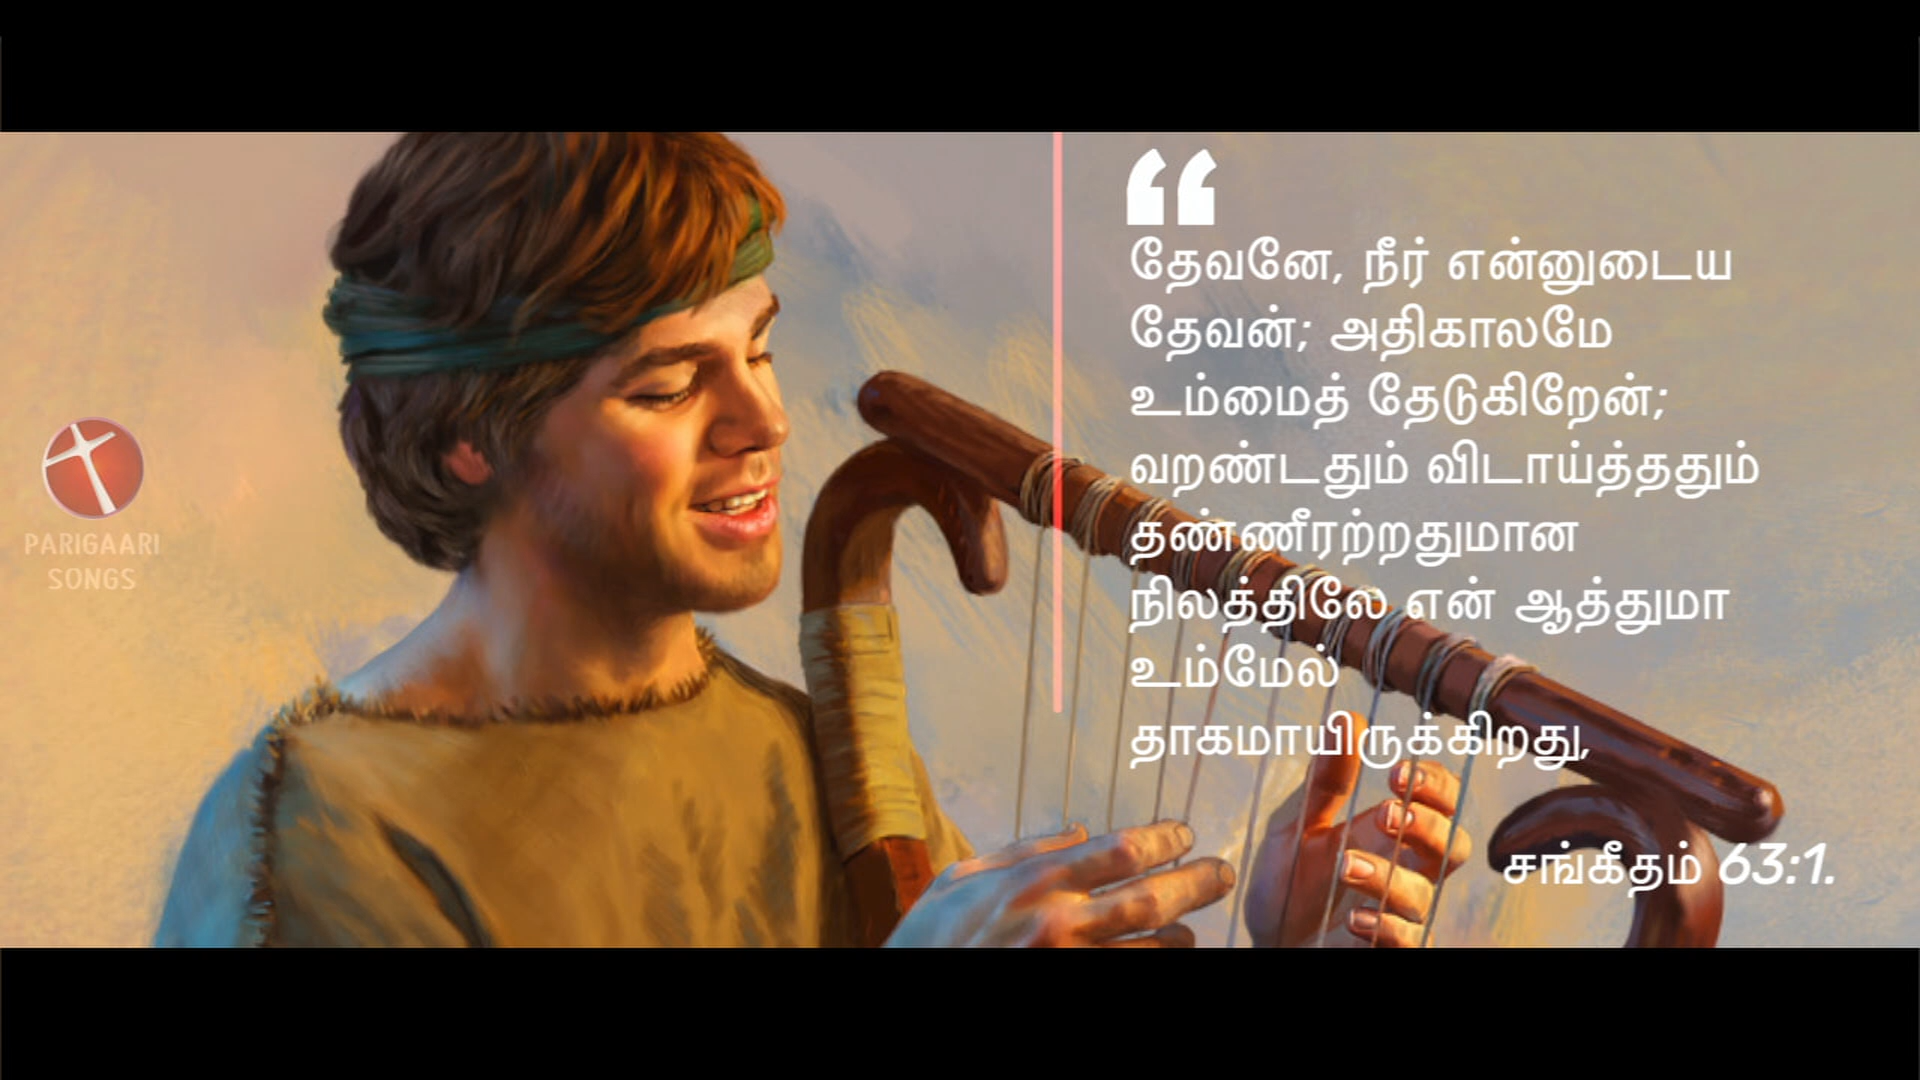 PARIGAARI
SONGS
“
தேவனே, நீர் என்னுடைய
தேவன்; அதிகாலமே
உம்மைத் தேடுகிறேன்;
வறண்டதும் விடாய்த்ததும்
தண்ணீரற்றதுமான
நிலத்திலே என் ஆத்துமா
உம்மேல்
தாகமாயிருக்கிறது,
சங்கீதம் 63:1.